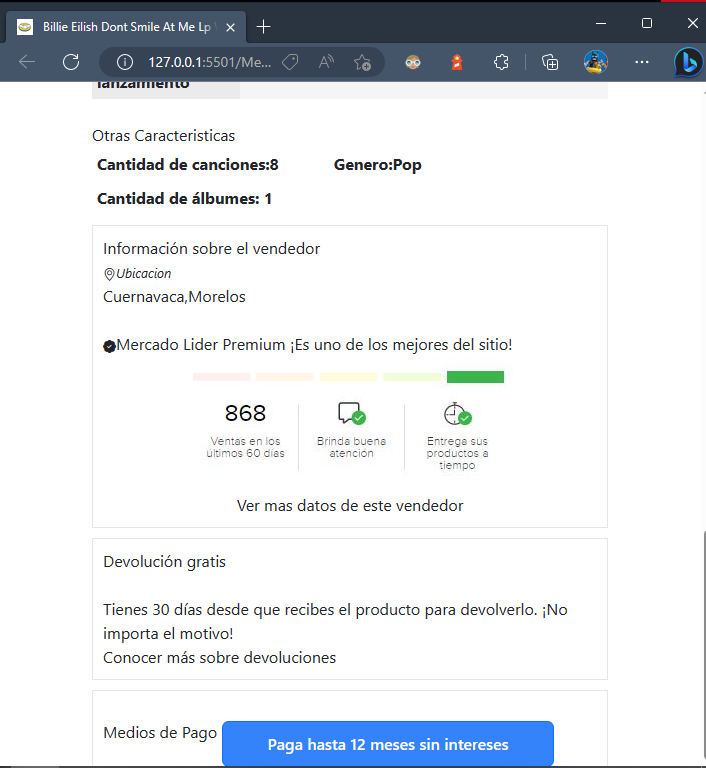 Billie Eilish Dont Smile At Me Lp
127.0.0.1:5501/Me...
lanzamiento
Otras Caracteristicas
Cantidad de canciones:8 Genero:Pop
Cantidad de álbumes: 1
Información sobre el vendedor
Ubicacion
Cuernavaca,Morelos
Mercado Lider Premium ¡Es uno de los mejores del sitio!
868
Ventas en los
últimos 60 días
Brinda buena
atención
Entrega sus
productos a
tiempo
Ver mas datos de este vendedor
Devolución gratis
Tienes 30 días desde que recibes el producto para devolverlo. ¡No
importa el motivo!
Conocer más sobre devoluciones
Medios de Pago Paga hasta 12 meses sin intereses